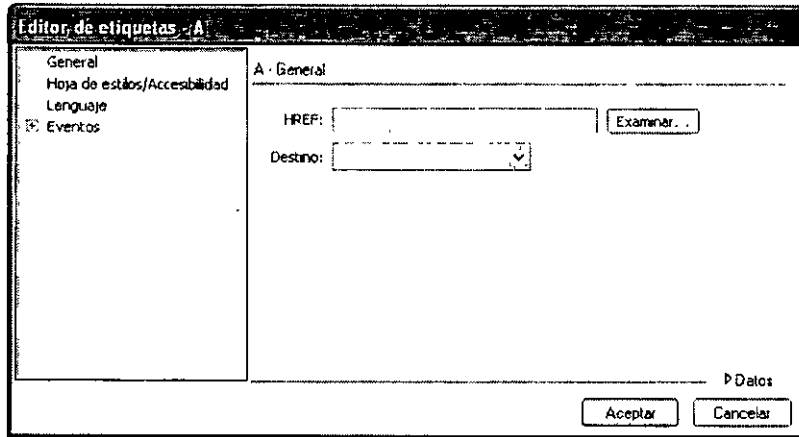 Editor de etiquetas - A
General
Hoja de estilos/Accesibilidad
Lenguaje
Eventos
A - General
HREF:
Examinar...
Destino:
Datos
Aceptar
Cancelar